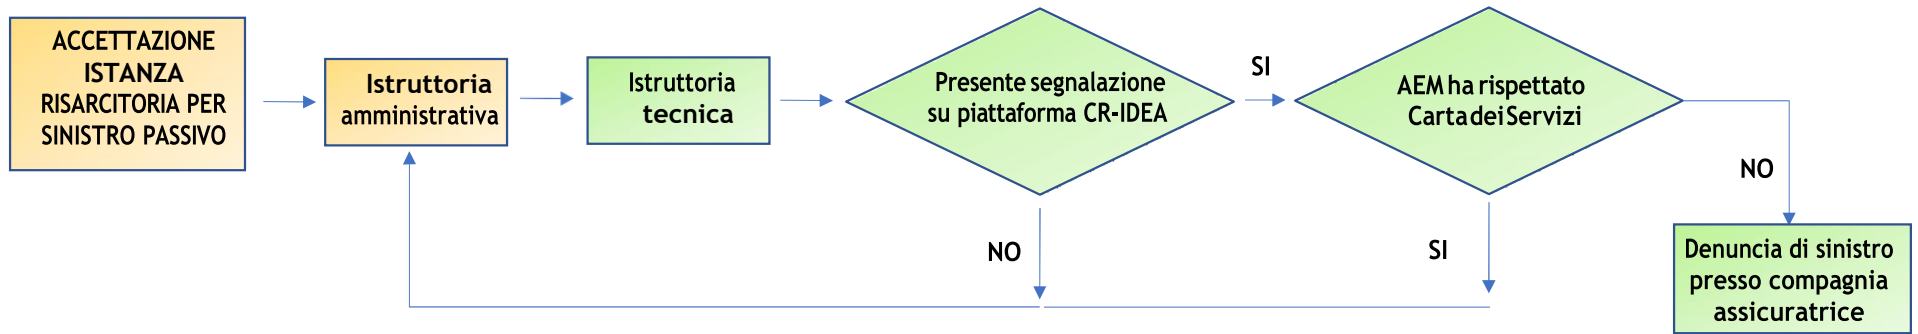 ACCETTAZIONE
ISTANZA
RISARCITORIA PER
SINISTRO PASSIVO
Istruttoria
amministrativa
Istruttoria
tecnica
Presente segnalazione
su piattaforma CR-IDEA
SI
AEM ha rispettato
Carta dei Servizi
NO
NO
SI
Denuncia di sinistro
presso compagnia
assicuratrice